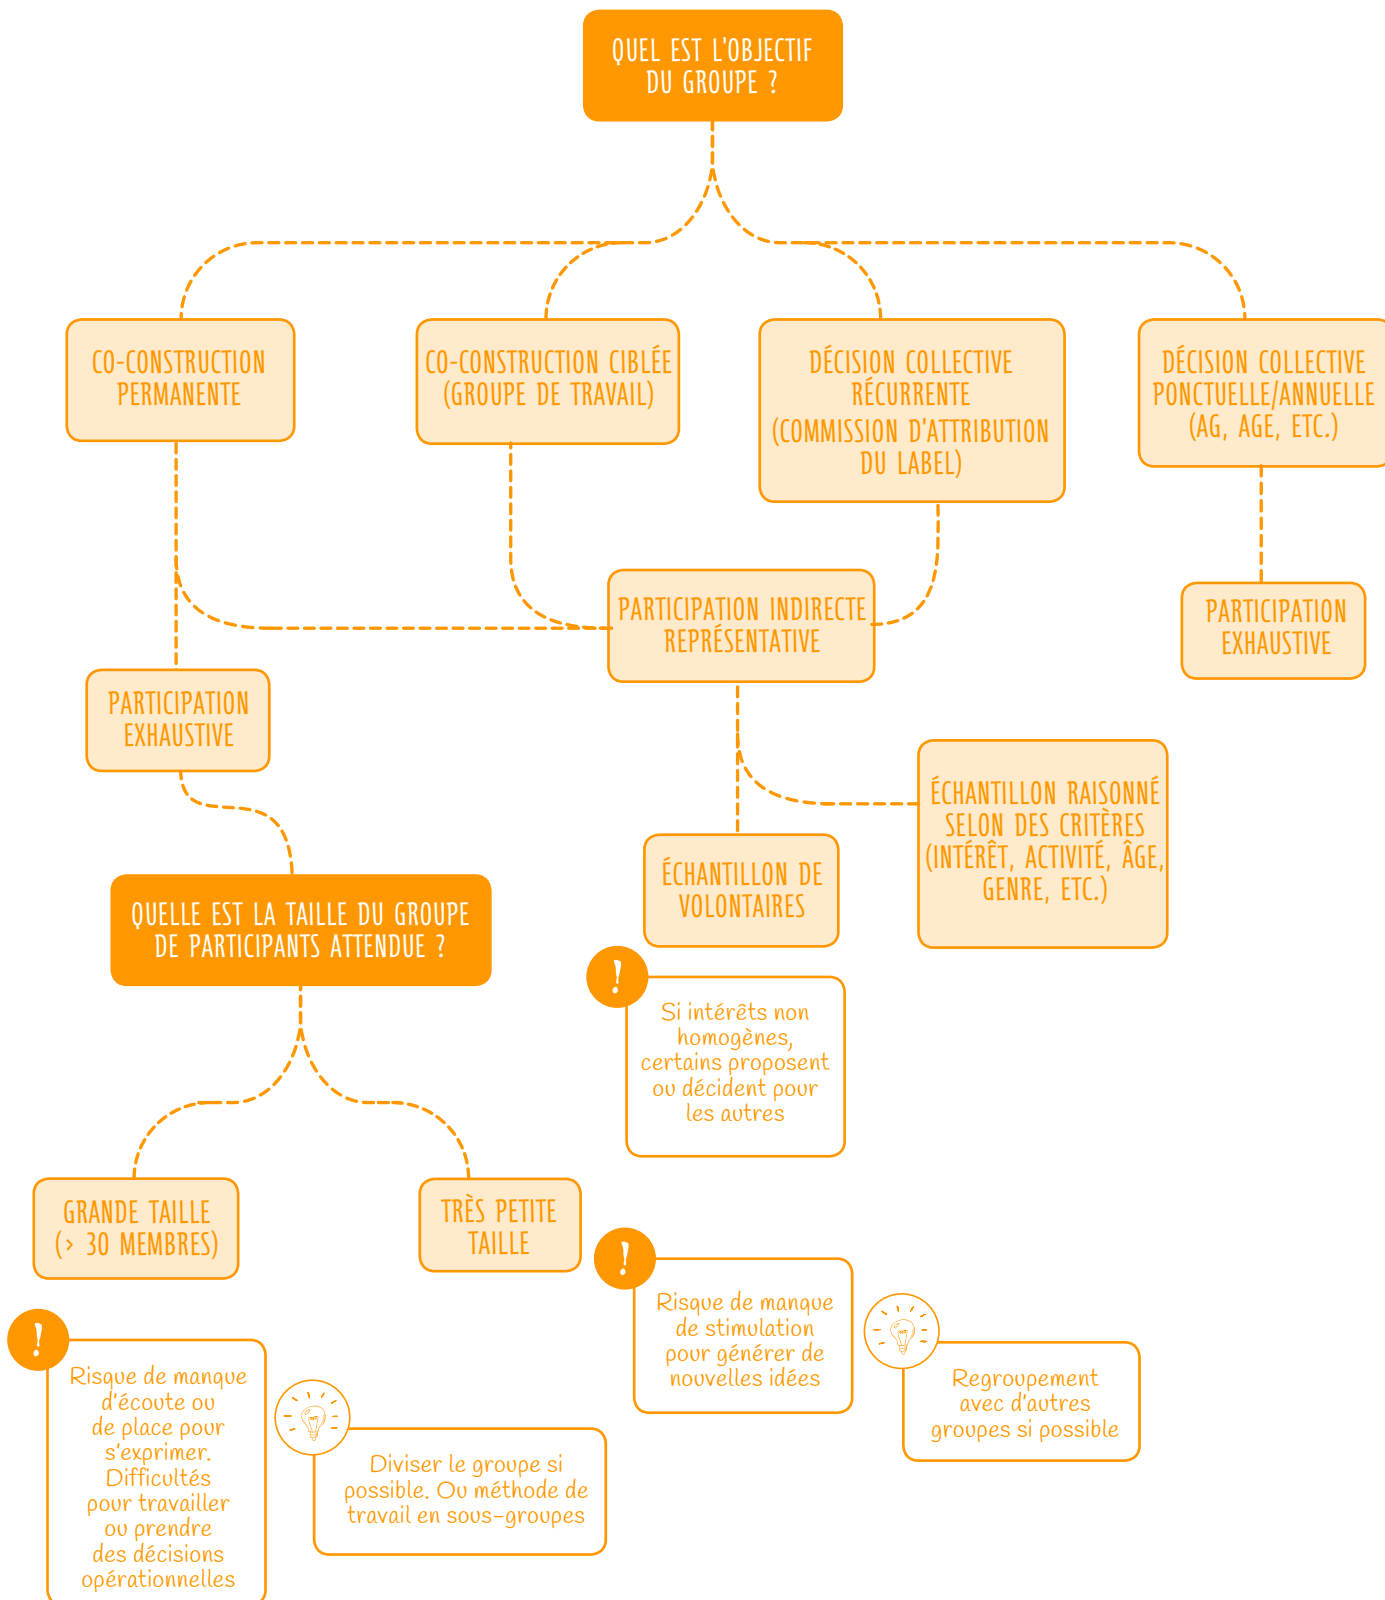 QUEL EST L'OBJECTIF
DU GROUPE ?
CO-CONSTRUCTION
PERMANENTE
CO-CONSTRUCTION CIBLÉE
(GROUPE DE TRAVAIL)
DÉCISION COLLECTIVE
RÉCURRENTE
(COMMISSION D'ATTRIBUTION
DU LABEL)
DÉCISION COLLECTIVE
PONCTUELLE/ANNUELLE
(AG, AGE, ETC.)
PARTICIPATION INDIRECTE
REPRÉSENTATIVE
PARTICIPATION
EXHAUSTIVE
PARTICIPATION
EXHAUSTIVE
ÉCHANTILLON RAISONNÉ
SELON DES CRITÈRES
(INTÉRÊT, ACTIVITÉ, ÂGE,
GENRE, ETC.)
ÉCHANTILLON DE
VOLONTAIRES
QUELLE EST LA TAILLE DU GROUPE
DE PARTICIPANTS ATTENDUE ?
!
Si intérêts non
homogènes,
certains proposent
ou décident pour
les autres
GRANDE TAILLE
(> 30 MEMBRES)
TRÈS PETITE
TAILLE
!
Risque de manque
de stimulation
pour générer de
nouvelles idées
Regroupement
avec d'autres
groupes si possible
!
Risque de manque
d'écoute ou
de place pour
s'exprimer.
Difficultés
pour travailler
ou prendre
des décisions
opérationnelles
Diviser le groupe si
possible. Ou méthode de
travail en sous-groupes